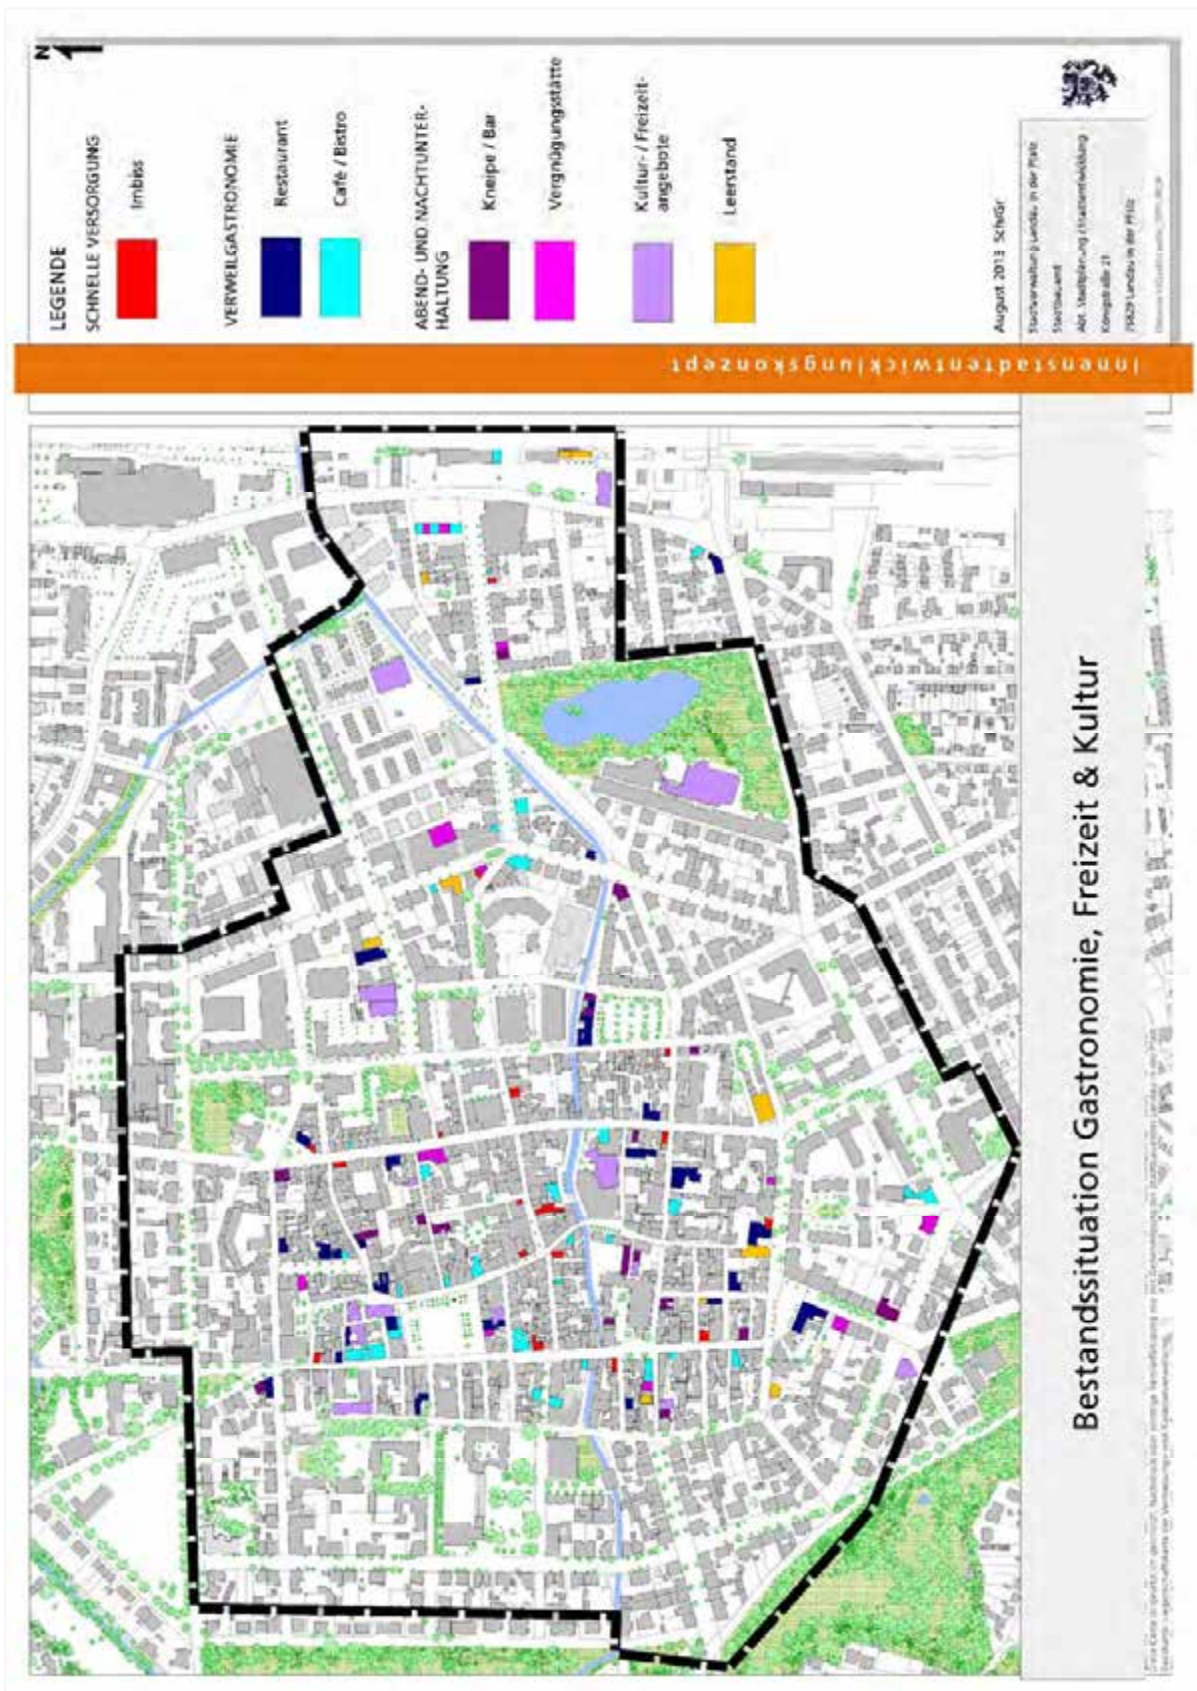 N
LEGENDE
SCHNELLE VERSORGUNG
Imbiss
VERWEILGASTRONOMIE
Restaurant
Café / Bistro
ABEND- UND NACHTUNTER-
HALTUNG
Kneipe / Bar
Vergnügungsstätte
Kultur- / Freizeit-
angebote
Leerstand
August 2013
Stadtverwaltung Landau in der Pfalz
Stadtbauamt
Abt. Stadtplanung / Stadtentwicklung
Königstraße 21
76829 Landau in der Pfalz
Innenstadtentwicklungskonzept
Bestandssituation Gastronomie, Freizeit & Kultur